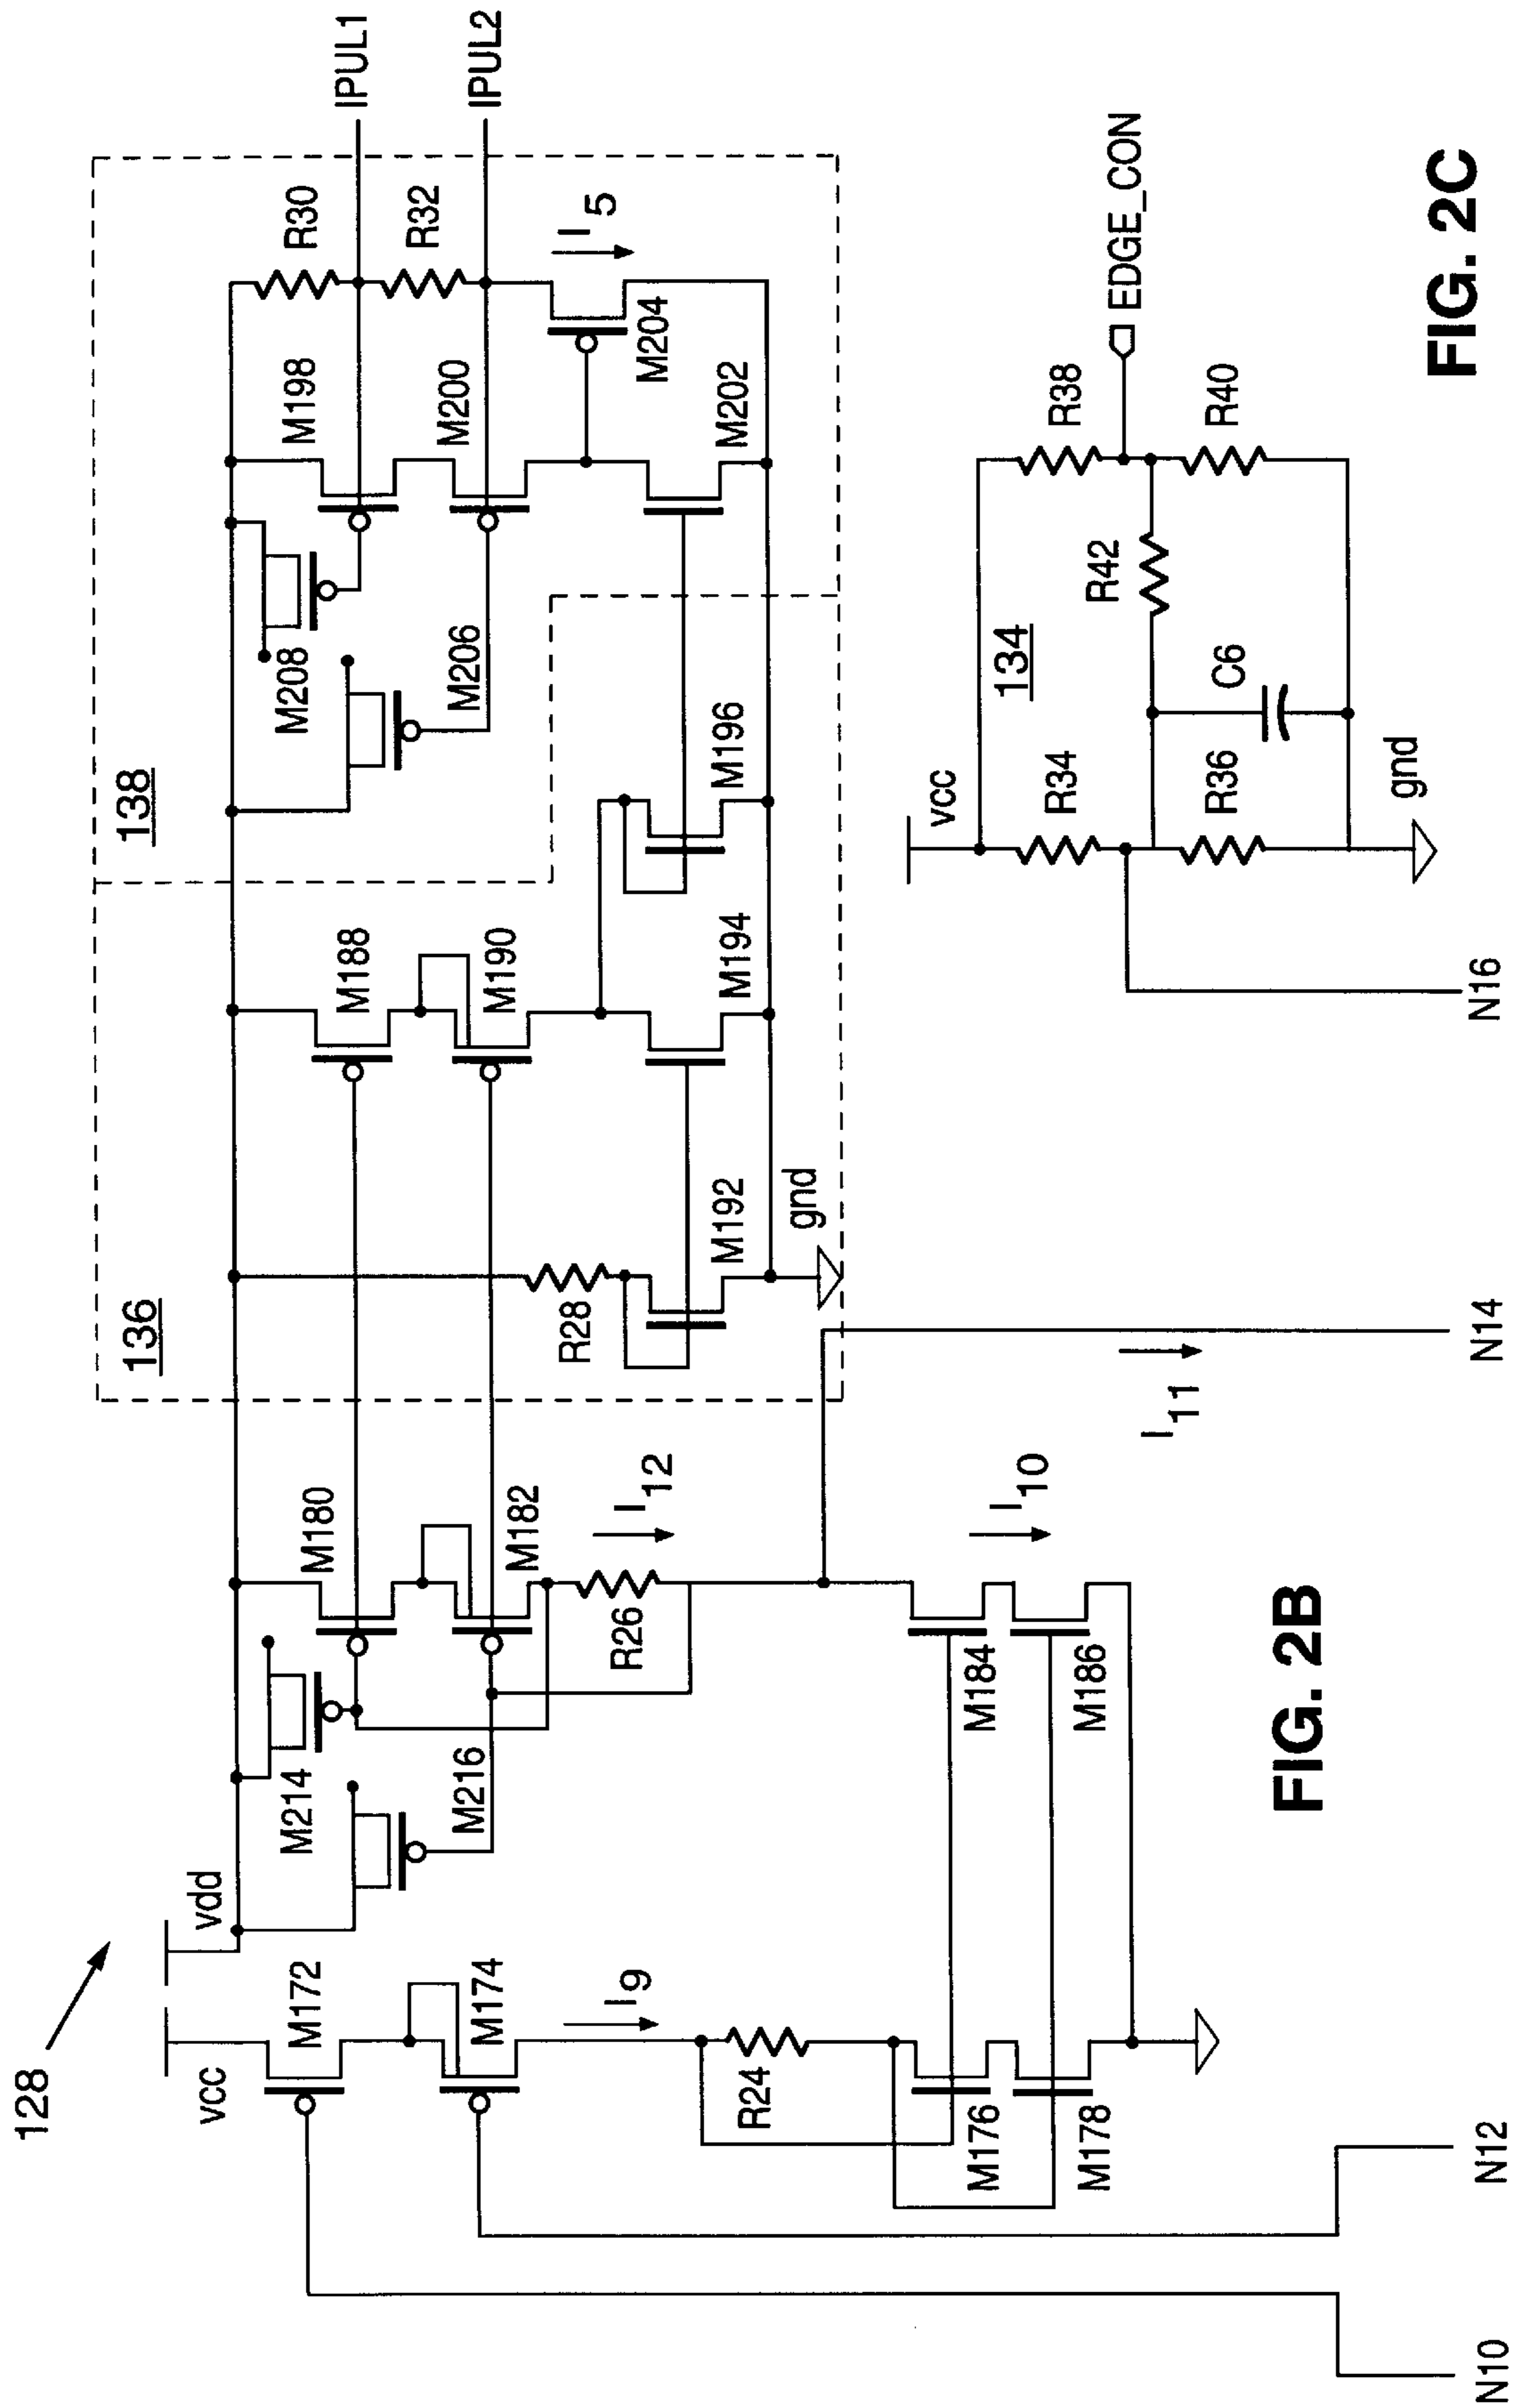 128
vcc
vdd
M172
M174
I9
R24
M176
M178
N10
N12
M214
M216
M180
M182
I12
R26
M184
M186
I10
I11
N14
FIG. 2B
136
R28
M192
gnd
M188
M190
M194
M196
138
M208
M206
M198
M200
M202
M204
R30
R32
I5
IPUL1
IPUL2
134
vcc
R34
R36
R38
R40
R42
C6
gnd
EDGE_CON
N16
FIG. 2C